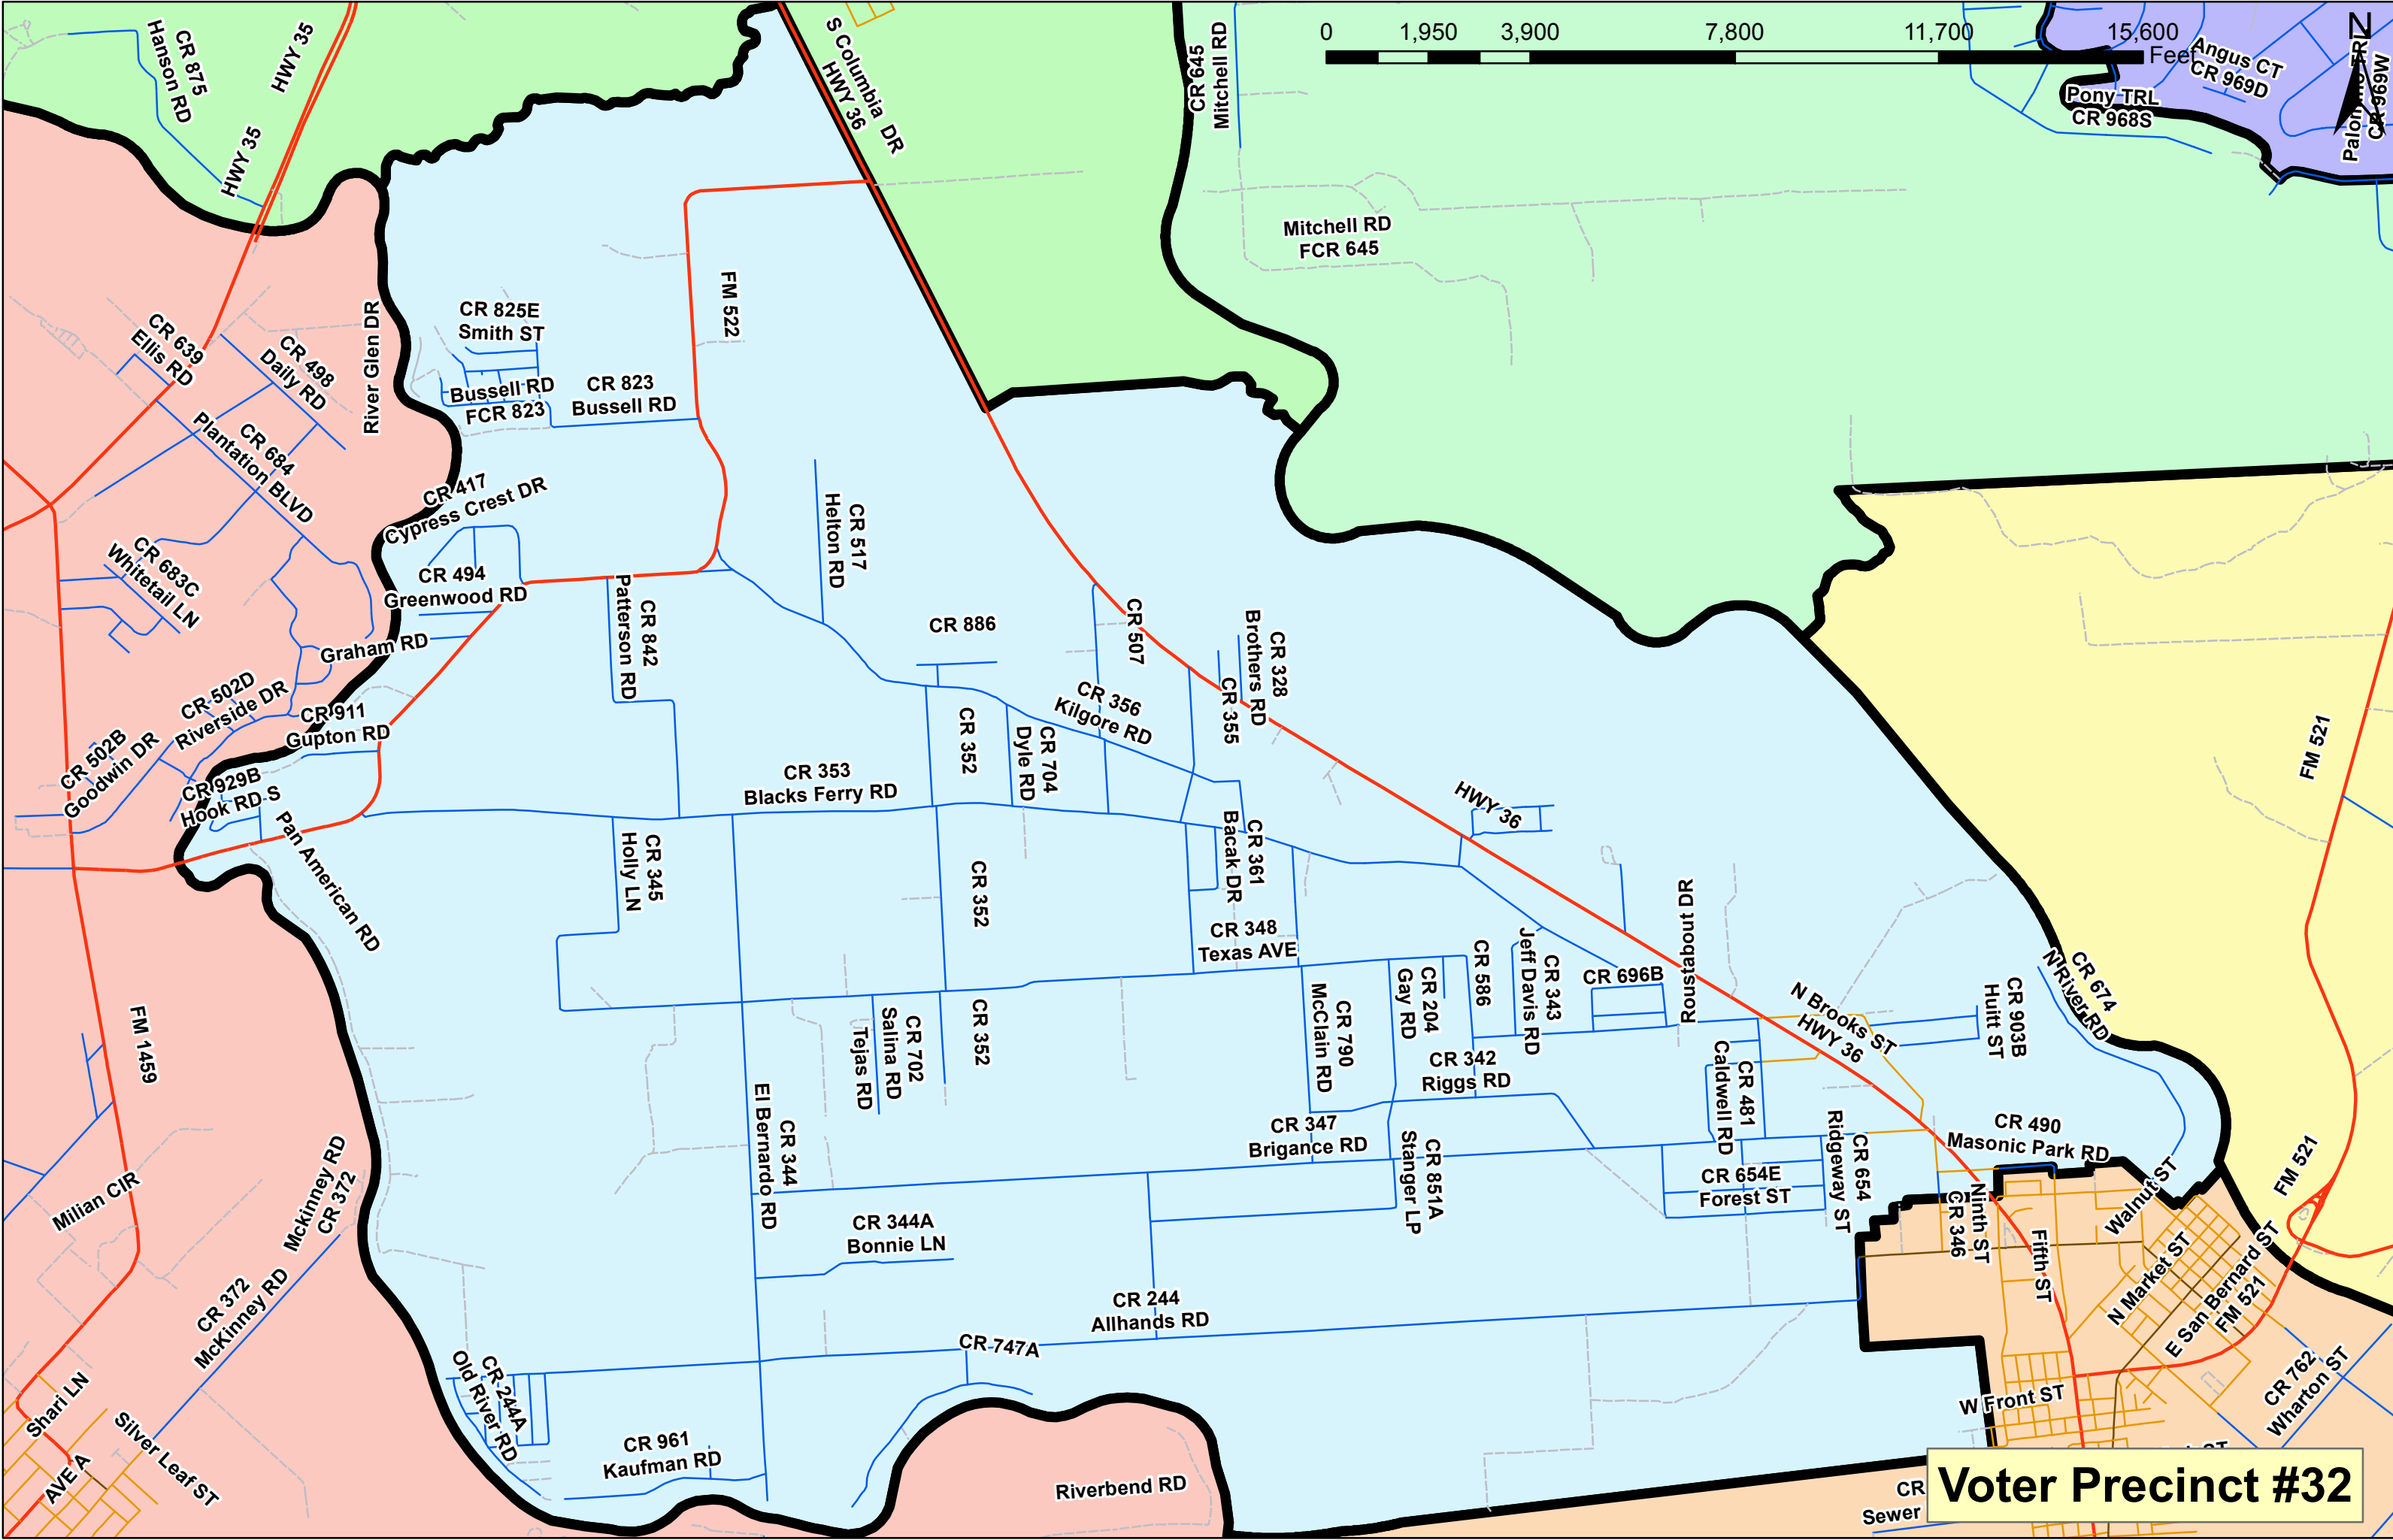 CR 875
Hanson RD
HWY 35
HWY 35
S Columbia DR
HWY 36
CR 645
Mitchell RD
0 1,950 3,900 7,800 11,700 15,600
Feet
N
Angus CT
CR 969D
Pony TRL
CR 968S
Palomino TRL
CR 969W
Mitchell RD
FCR 645
CR 639
Ellis RD
CR 498
Daily RD
River Glen DR
CR 825E
Smith ST
FM 522
Bussell RD
FCR 823
CR 823
Bussell RD
CR 684
Plantation BLVD
CR 417
Cypress Crest DR
CR 517
Helton RD
CR 683C
Whitetail LN
CR 494
Greenwood RD
Graham RD
CR 842
Patterson RD
CR 886
CR 507
CR 328
Brothers RD
CR 355
CR 502D
Riverside DR
CR 911
Gupton RD
CR 356
Kilgore RD
CR 352
CR 704
Dyle RD
CR 502B
Goodwin DR
CR 929B
Hook RD S
CR 353
Blacks Ferry RD
HWY 36
FM 521
Pan American RD
CR 345
Holly LN
CR 352
CR 361
Bacak DR
CR 348
Texas AVE
Roustabout DR
CR 586
CR 343
Jeff Davis RD
CR 696B
CR 204
Gay RD
CR 790
McClain RD
N Brooks ST
HWY 36
CR 903B
Huitt ST
CR 674
N River RD
FM 1459
CR 702
Salina RD
Tejas RD
CR 352
CR 342
Riggs RD
CR 481
Caldwell RD
CR 344
El Bernardo RD
CR 347
Brigance RD
CR 851A
Stanger LP
CR 654E
Forest ST
CR 654
Ridgeway ST
CR 490
Masonic Park RD
Milian CIR
Mckinney RD
CR 372
CR 344A
Bonnie LN
Ninth ST
CR 346
Fifth ST
Walnut ST
N Market ST
E San Bernard ST
FM 521
FM 521
CR 372
McKinney RD
CR 244
Allhands RD
CR 747A
Shari LN
AVE A
Silver Leaf ST
CR 244A
Old River RD
CR 961
Kaufman RD
Riverbend RD
W Front ST
CR 762
Wharton ST
ST
CR
Sewer
Voter Precinct #32